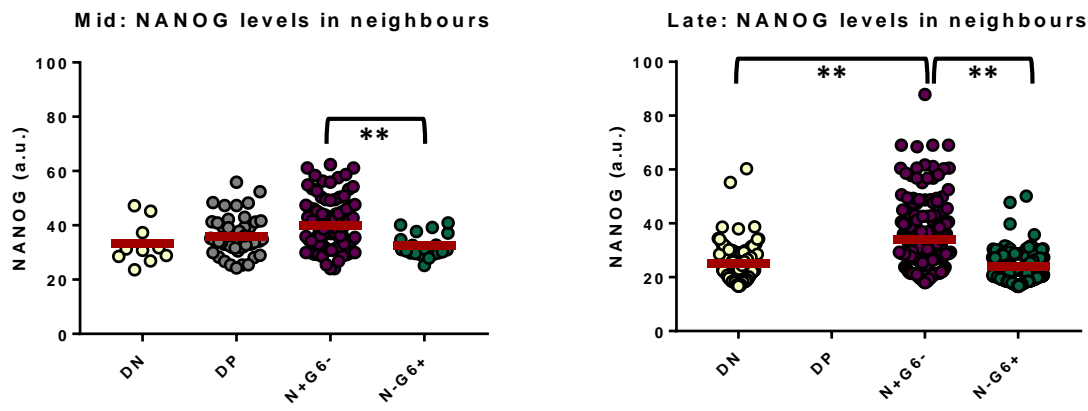 Mid: NANOG levels in neighbours
NANOG (a.u.)
100
80
60
40
20
0
**
DN
DP
N+G6-
N-G6+
Late: NANOG levels in neighbours
NANOG (a.u.)
100
80
60
40
20
0
**
**
DN
DP
N+G6-
N-G6+